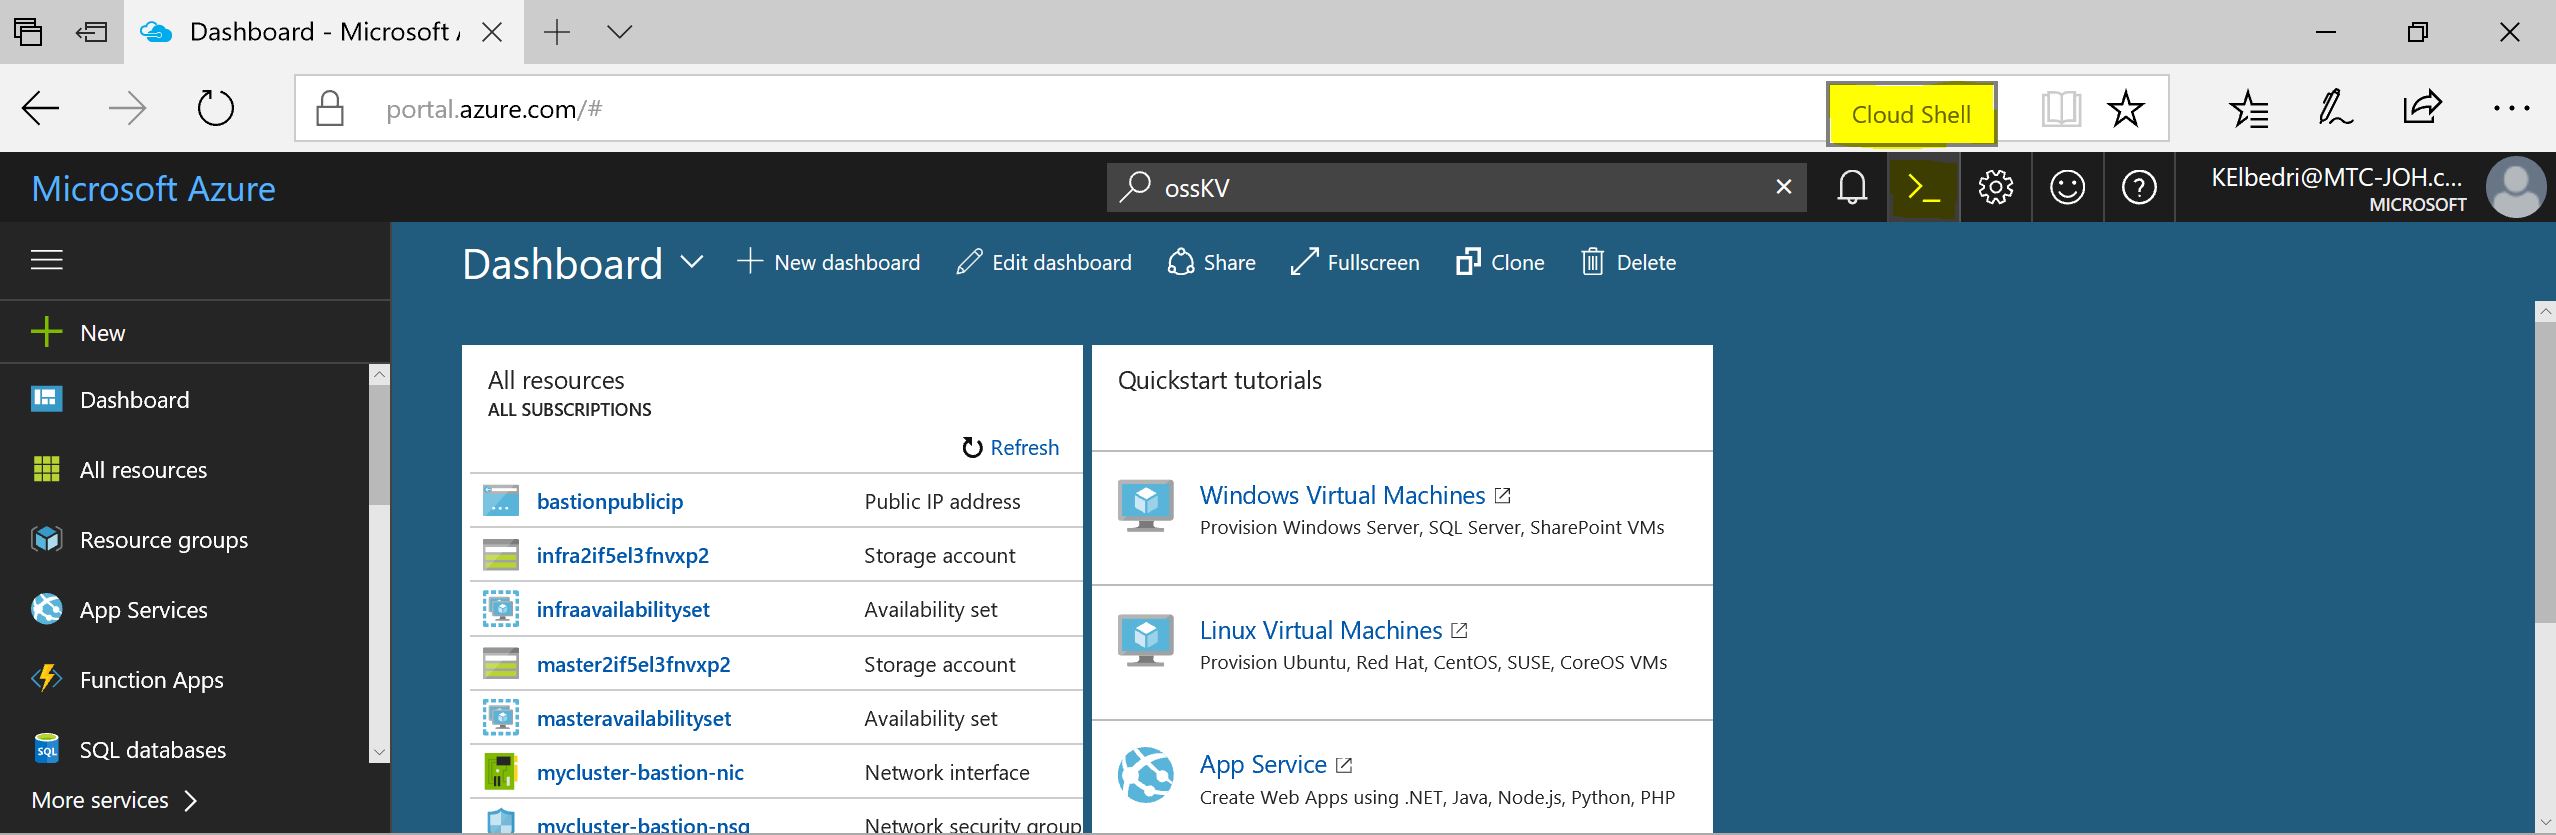 Dashboard - Microsoft
portal.azure.com/#
Cloud Shell
Microsoft Azure
ossKV
KElbedri@MTC-JOH.c...
MICROSOFT
Dashboard
New dashboard
Edit dashboard
Share
Fullscreen
Clone
Delete
New
Dashboard
All resources
Resource groups
App Services
Function Apps
SQL databases
More services
All resources
ALL SUBSCRIPTIONS
Refresh
bastionpublicip Public IP address
infra2if5el3fnvxp2 Storage account
infraavailabilityset Availability set
master2if5el3fnvxp2 Storage account
masteravailabilityset Availability set
mycluster-bastion-nic Network interface
mycluster-bastion-nsg Network security group
Quickstart tutorials
Windows Virtual Machines
Provision Windows Server, SQL Server, SharePoint VMs
Linux Virtual Machines
Provision Ubuntu, Red Hat, CentOS, SUSE, CoreOS VMs
App Service
Create Web Apps using .NET, Java, Node.js, Python, PHP